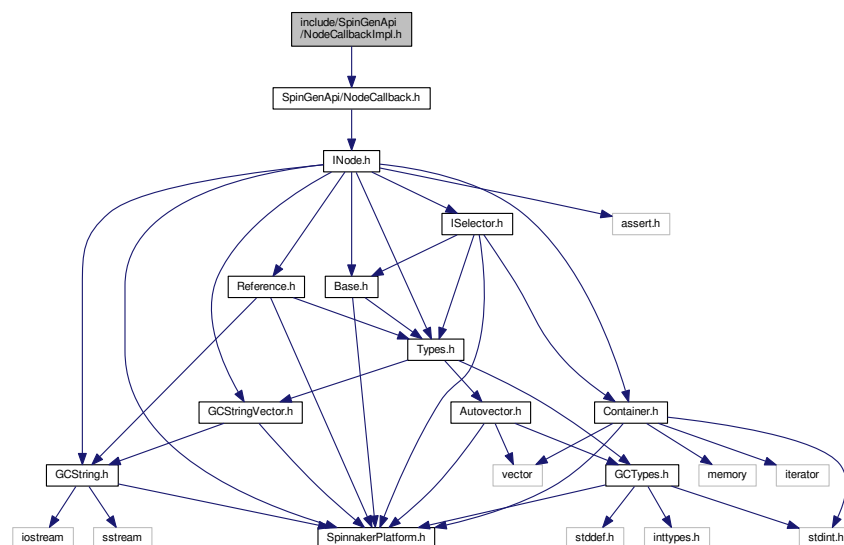 include/SpinGenApi
/NodeCallbackImpl.h
SpinGenApi/NodeCallback.h
INode.h
ISelector.h
assert.h
Reference.h
Base.h
Types.h
GCStringVector.h
Autovector.h
Container.h
GCString.h
vector
GCTypes.h
memory
iterator
iostream
sstream
SpinnakerPlatform.h
stddef.h
inttypes.h
stdint.h